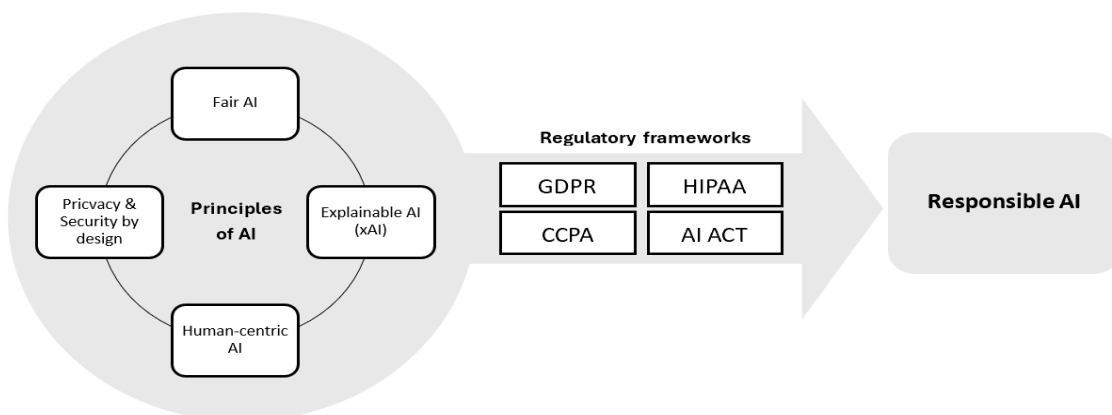 Fair AI
Pricvacy &
Security by
design
Principles
of AI
Explainable AI
(xAI)
Human-centric
AI
Regulatory frameworks
GDPR
HIPAA
CCPA
AI ACT
Responsible AI